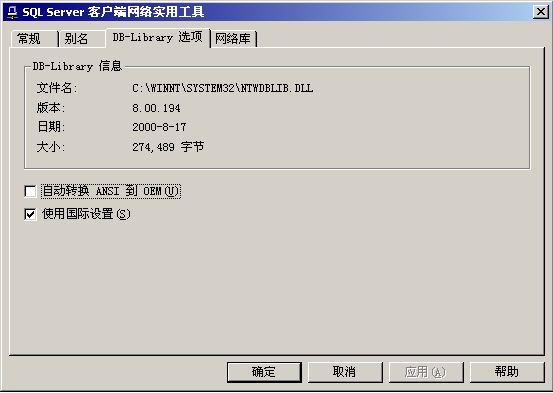 SQL Server 客户端网络实用工具
常规 别名 DB-Library 选项 网络库
DB-Library 信息
文件名: C:\WINNT\SYSTEM32\NTWDBLIB.DLL
版本: 8.00.194
日期: 2000-8-17
大小: 274,489 字节
自动转换 ANSI 到 OEM(U)
使用国际设置(S)
确定 取消 应用(A) 帮助